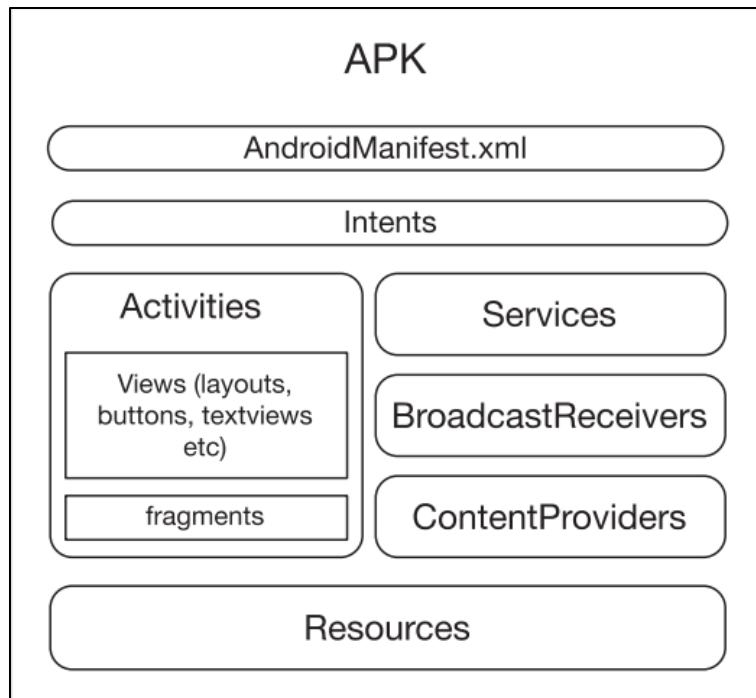 APK
AndroidManifest.xml
Intents
Activities
Views (layouts,
buttons, textviews
etc)
fragments
Services
BroadcastReceivers
ContentProviders
Resources